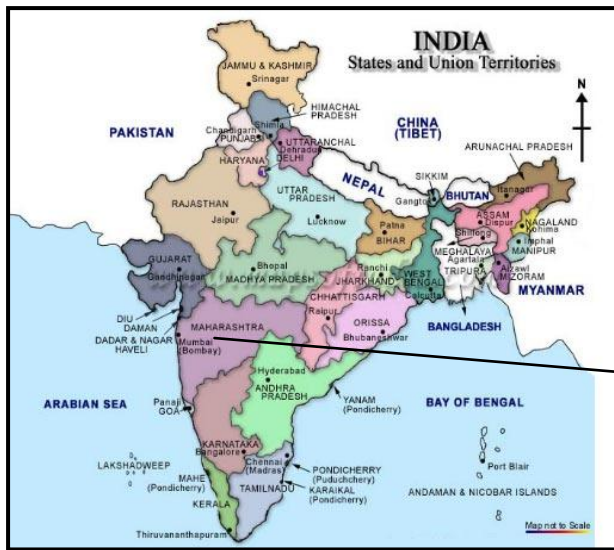 INDIA
States and Union Territories
JAMMU & KASHMIR
Srinagar
HIMACHAL
PRADESH
Shimla
PAKISTAN
Chandigarh
PUNJAB
UTTARANCHAL
Dehradun
HARYANA
DELHI
CHINA
(TIBET)
N
ARUNACHAL PRADESH
SIKKIM
NEPAL
BHUTAN
Itanagar
Gangtok
RAJASTHAN
Jaipur
UTTAR
PRADESH
Lucknow
Patna
BIHAR
ASSAM
Dispur
NAGALAND
Kohima
Shillong
MEGHALAYA
Imphal
MANIPUR
Agartala
TRIPURA
Aizawl
MIZORAM
MYANMAR
GUJARAT
Gandhinagar
Bhopal
MADHYA PRADESH
Ranchi
JHARKHAND
WEST
BENGAL
Calcutta
CHHATTISGARH
Raipur
BANGLADESH
DIU
DAMAN
DADAR & NAGAR
HAVELI
MAHARASHTRA
Mumbai
(Bombay)
ORISSA
Bhubaneshwar
Hyderabad
ANDHRA
PRADESH
YANAM
(Pondicherry)
ARABIAN SEA
Panaji
GOA
BAY OF BENGAL
KARNATAKA
Bangalore
Chennai
(Madras)
LAKSHADWEEP
MAHE
(Pondicherry)
PONDICHERRY
(Puduchchery)
KARAIKAL
(Pondicherry)
TAMILNADU
KERALA
Thiruvananthapuram
Port Blair
ANDAMAN & NICOBAR ISLANDS
Map not to Scale